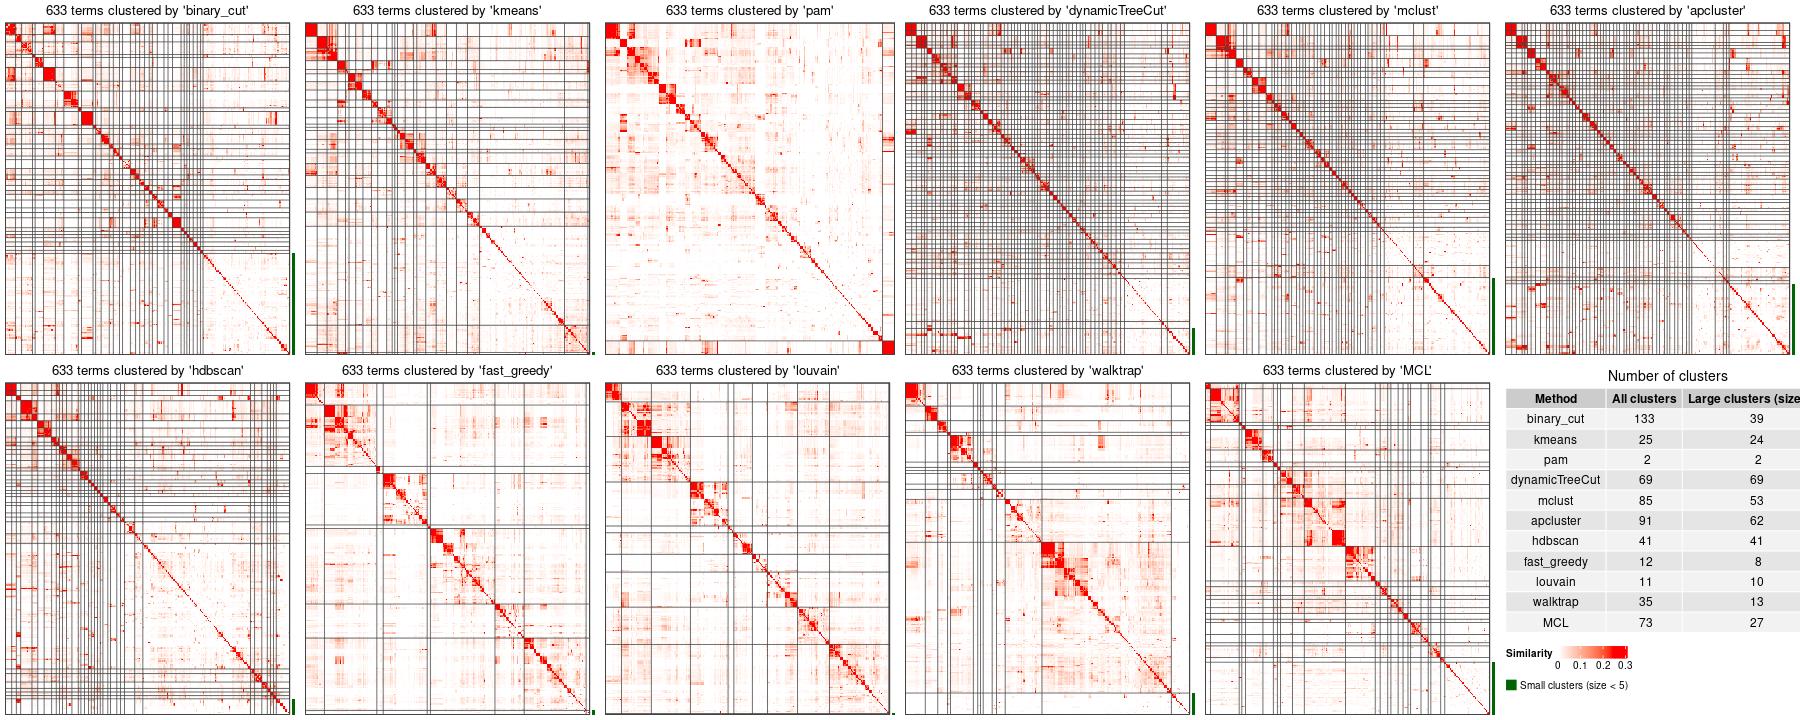 633 terms clustered by 'binary_cut'
633 terms clustered by 'kmeans'
633 terms clustered by 'pam'
633 terms clustered by 'dynamicTreeCut'
633 terms clustered by 'mclust'
633 terms clustered by 'apcluster'
633 terms clustered by 'hdbscan'
633 terms clustered by 'fast_greedy'
633 terms clustered by 'louvain'
633 terms clustered by 'walktrap'
633 terms clustered by 'MCL'
Number of clusters
Method All clusters Large clusters (size
binary_cut 133 39
kmeans 25 24
pam 2 2
dynamicTreeCut 69 69
mclust 85 53
apcluster 91 62
hdbscan 41 41
fast_greedy 12 8
louvain 11 10
walktrap 35 13
MCL 73 27
Similarity
0 0.1 0.2 0.3
Small clusters (size < 5)